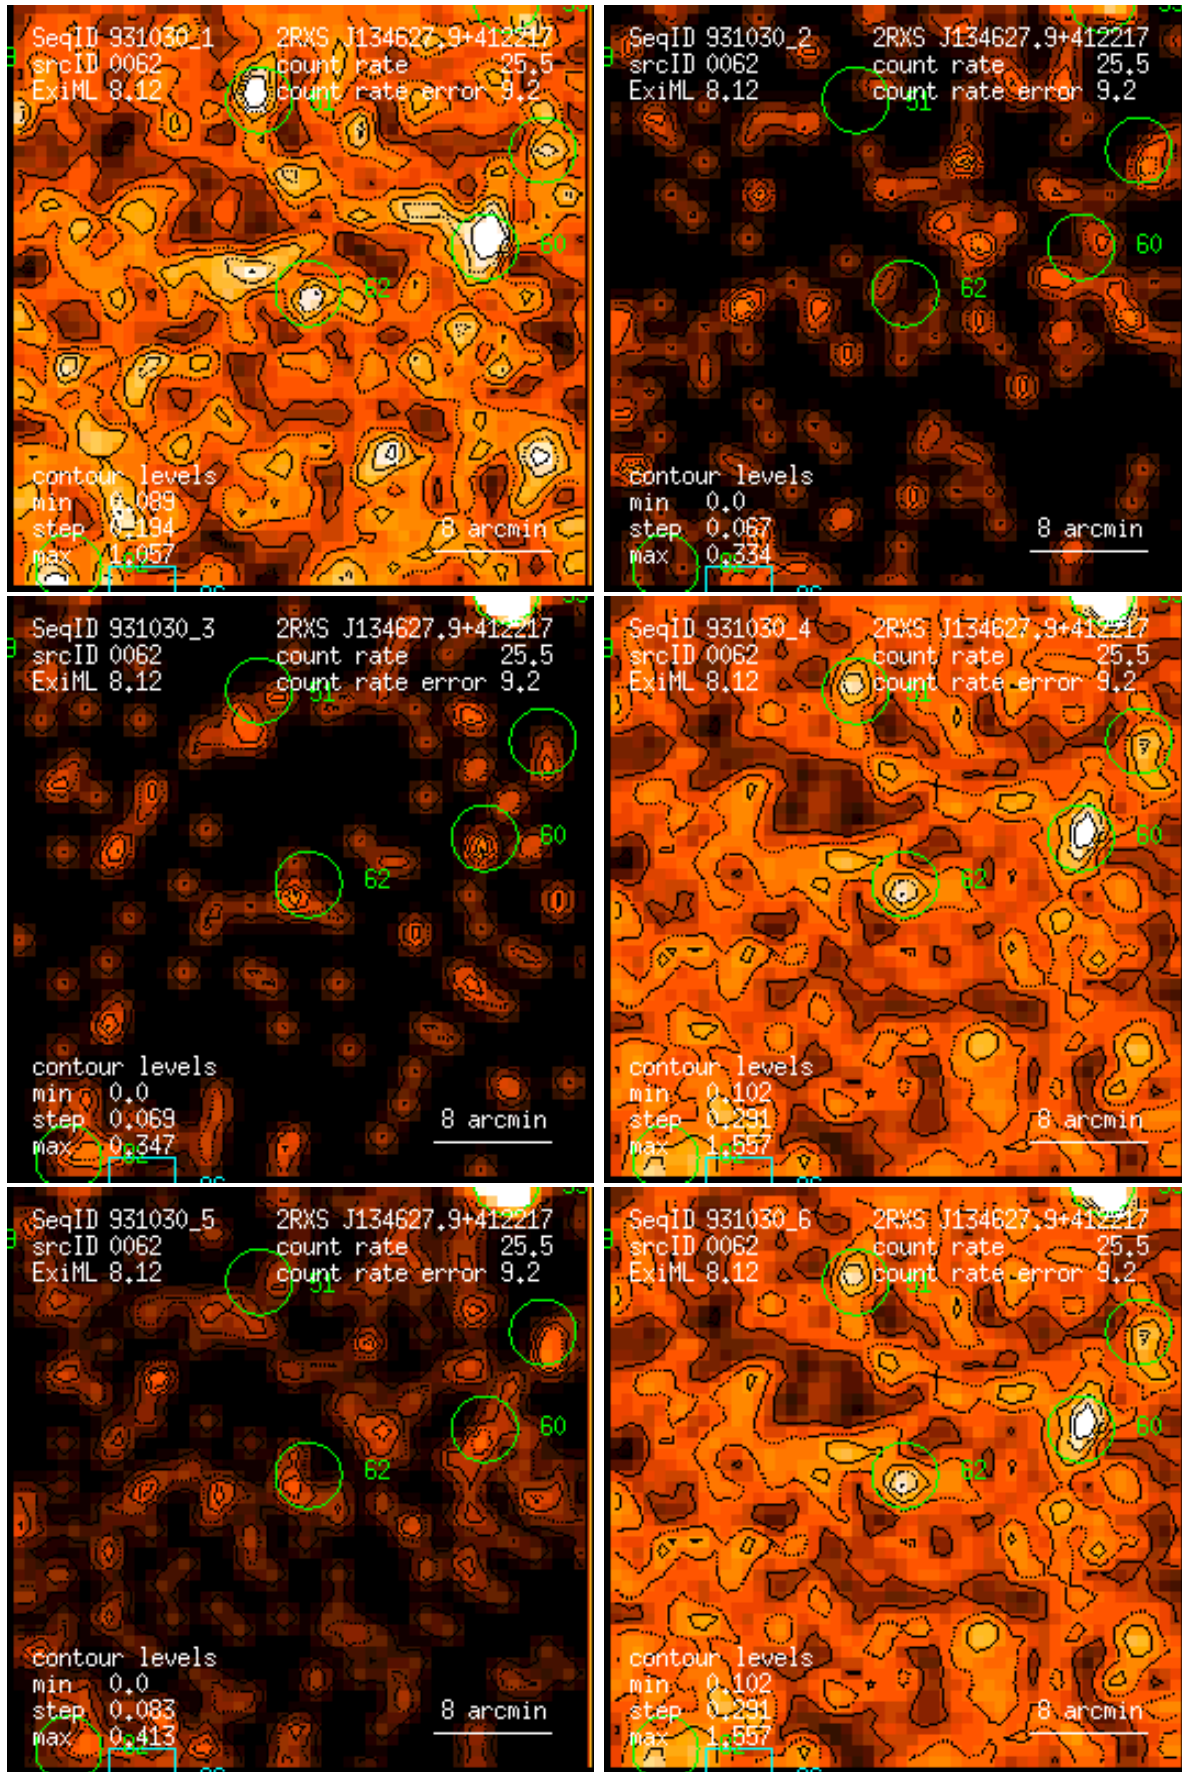 SeqID 931030_1 2RXS J134627.9+412217
srcID 0062 count rate 25.5
ExiML 8.12 count rate error 9.2
60
62
contour levels
min 0.089
step 0.194
max 1.057
8 arcmin
SeqID 931030_2 2RXS J134627.9+412217
srcID 0062 count rate 25.5
ExiML 8.12 count rate error 9.2
60
62
contour levels
min 0.0
step 0.067
max 0.334
8 arcmin
SeqID 931030_3 2RXS J134627.9+412217
srcID 0062 count rate 25.5
ExiML 8.12 count rate error 9.2
60
62
contour levels
min 0.0
step 0.069
max 0.347
8 arcmin
SeqID 931030_4 2RXS J134627.9+412217
srcID 0062 count rate 25.5
ExiML 8.12 count rate error 9.2
60
62
contour levels
min 0.102
step 0.291
max 1.557
8 arcmin
SeqID 931030_5 2RXS J134627.9+412217
srcID 0062 count rate 25.5
ExiML 8.12 count rate error 9.2
60
62
contour levels
min 0.0
step 0.083
max 0.413
8 arcmin
SeqID 931030_6 2RXS J134627.9+412217
srcID 0062 count rate 25.5
ExiML 8.12 count rate error 9.2
60
62
contour levels
min 0.102
step 0.291
max 1.557
8 arcmin